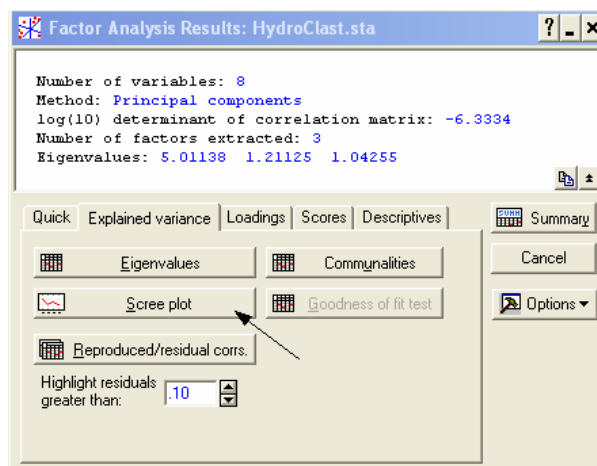 Factor Analysis Results: HydroClast.sta
Number of variables: 8
Method: Principal components
log(10) determinant of correlation matrix: -6.3334
Number of factors extracted: 3
Eigenvalues: 5.01138 1.21125 1.04255
Quick Explained variance Loadings Scores Descriptives
SUMM Summary
Eigenvalues Communalities
Cancel
Scree plot Goodness of fit test
Options
Reproduced/residual corrs.
Highlight residuals
greater than: .10